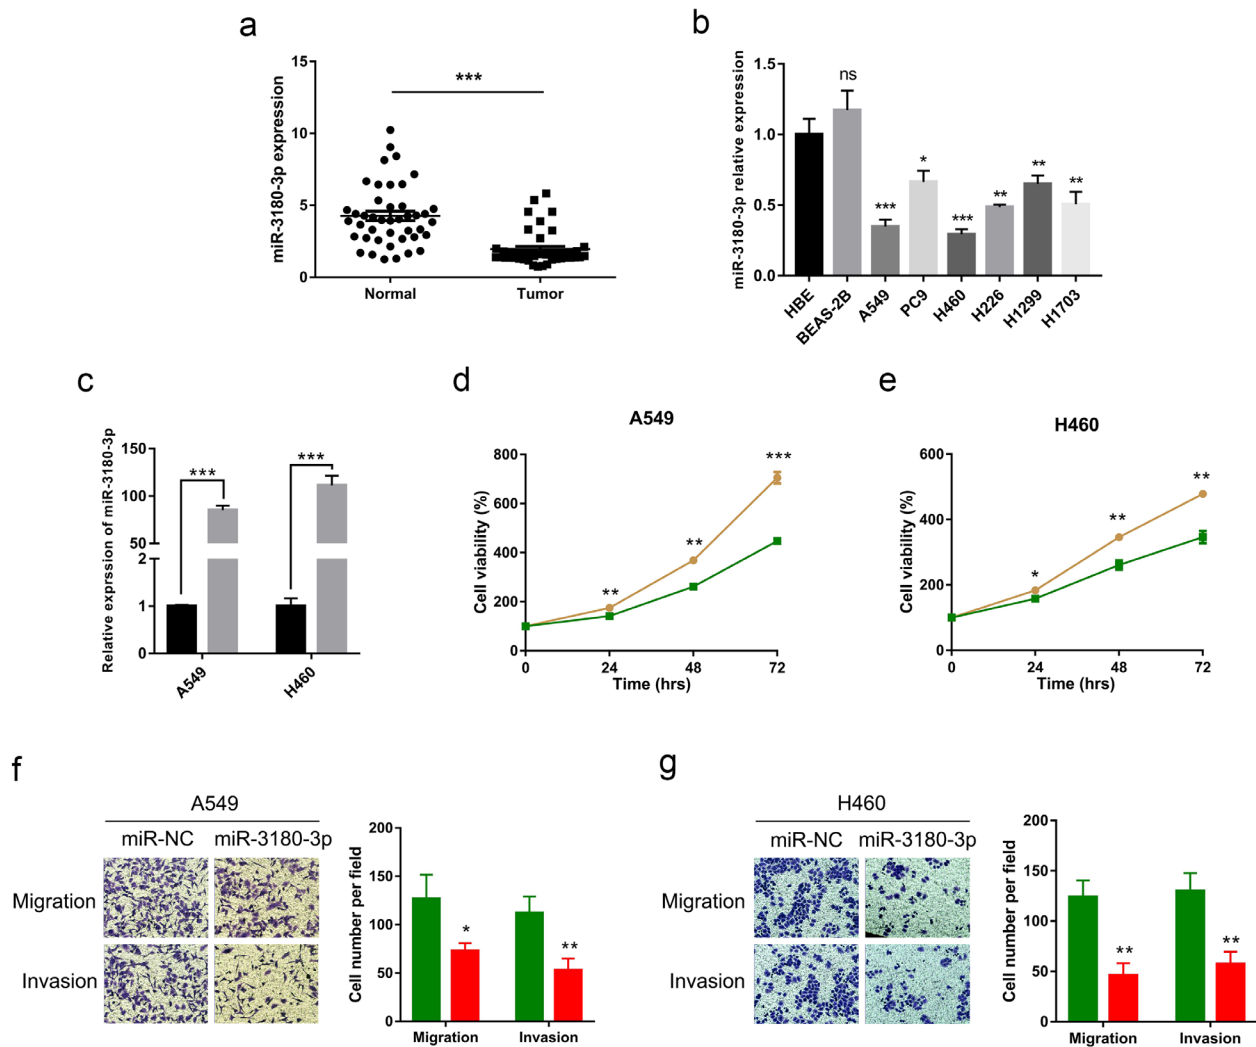 a
miR-3180-3p expression
15
10
5
0
***
Normal
Tumor
b
miR-3180-3p relative expression
1.5
1.0
0.5
0.0
ns
***
*
***
**
**
**
HBE
BEAS-2B
A549
PC9
H460
H226
H1299
H1703
c
Relative exprssion of miR-3180-3p
150
100
50
2
1
0
***
***
A549
H460
d
A549
Cell viability (%)
800
600
400
200
0
**
**
***
0
24
48
72
Time (hrs)
e
H460
Cell viability (%)
600
400
200
0
*
**
**
0
24
48
72
Time (hrs)
f
A549
miR-NC
miR-3180-3p
Migration
Invasion
Cell number per field
200
150
100
50
0
*
**
Migration
Invasion
g
H460
miR-NC
miR-3180-3p
Migration
Invasion
Cell number per field
200
150
100
50
0
**
**
Migration
Invasion